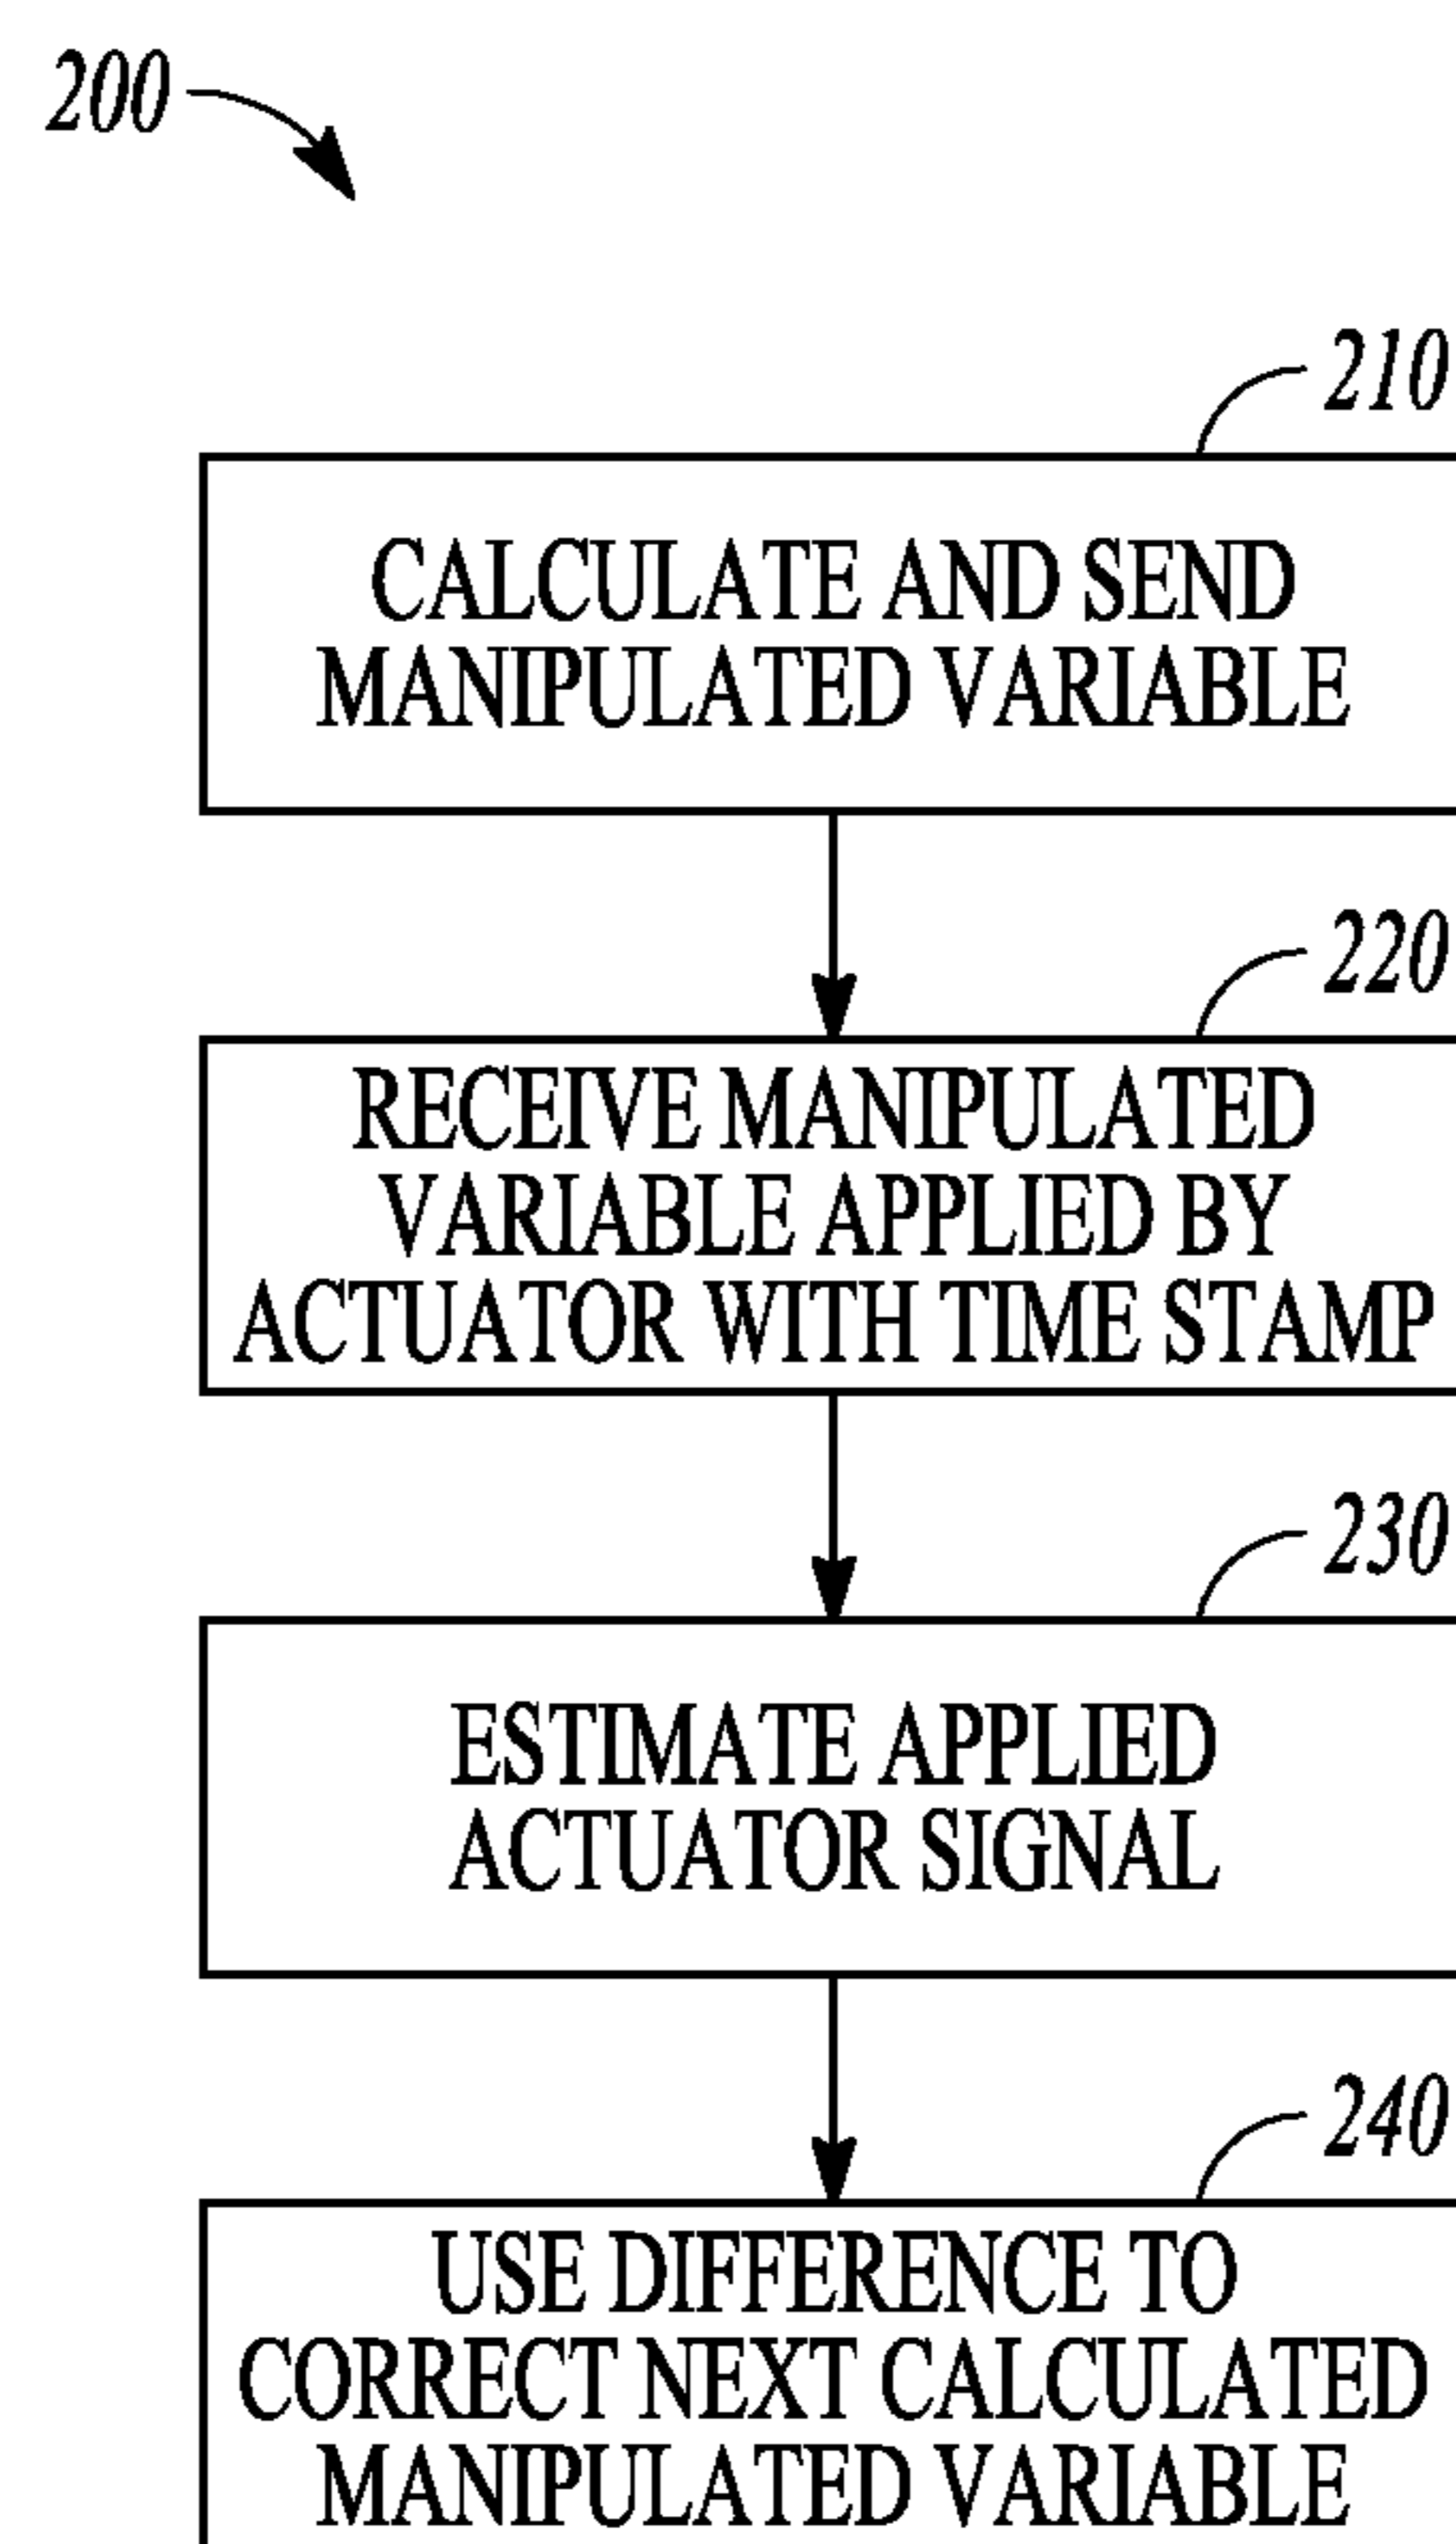 200
210
CALCULATE AND SEND
MANIPULATED VARIABLE
220
RECEIVE MANIPULATED
VARIABLE APPLIED BY
ACTUATOR WITH TIME STAMP
230
ESTIMATE APPLIED
ACTUATOR SIGNAL
240
USE DIFFERENCE TO
CORRECT NEXT CALCULATED
MANIPULATED VARIABLE